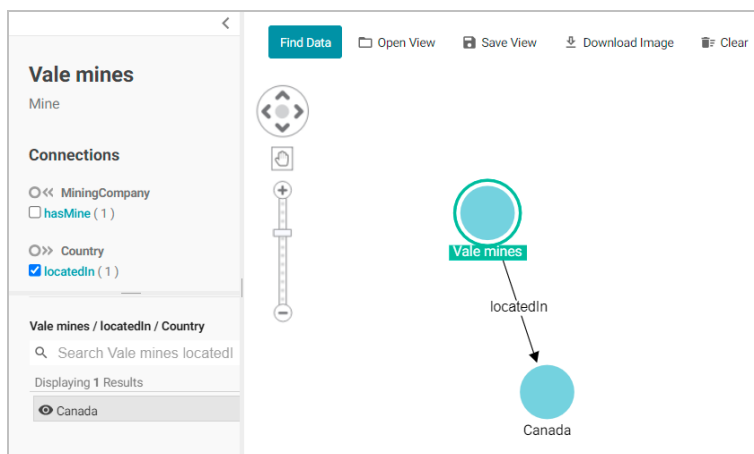 Find Data
Open View
Save View
Download Image
Clear
Vale mines
Mine
Connections
MiningCompany
hasMine ( 1 )
Country
locatedIn ( 1 )
Vale mines / locatedIn / Country
Search Vale mines locatedI
Displaying 1 Results
Canada
Vale mines
locatedIn
Canada